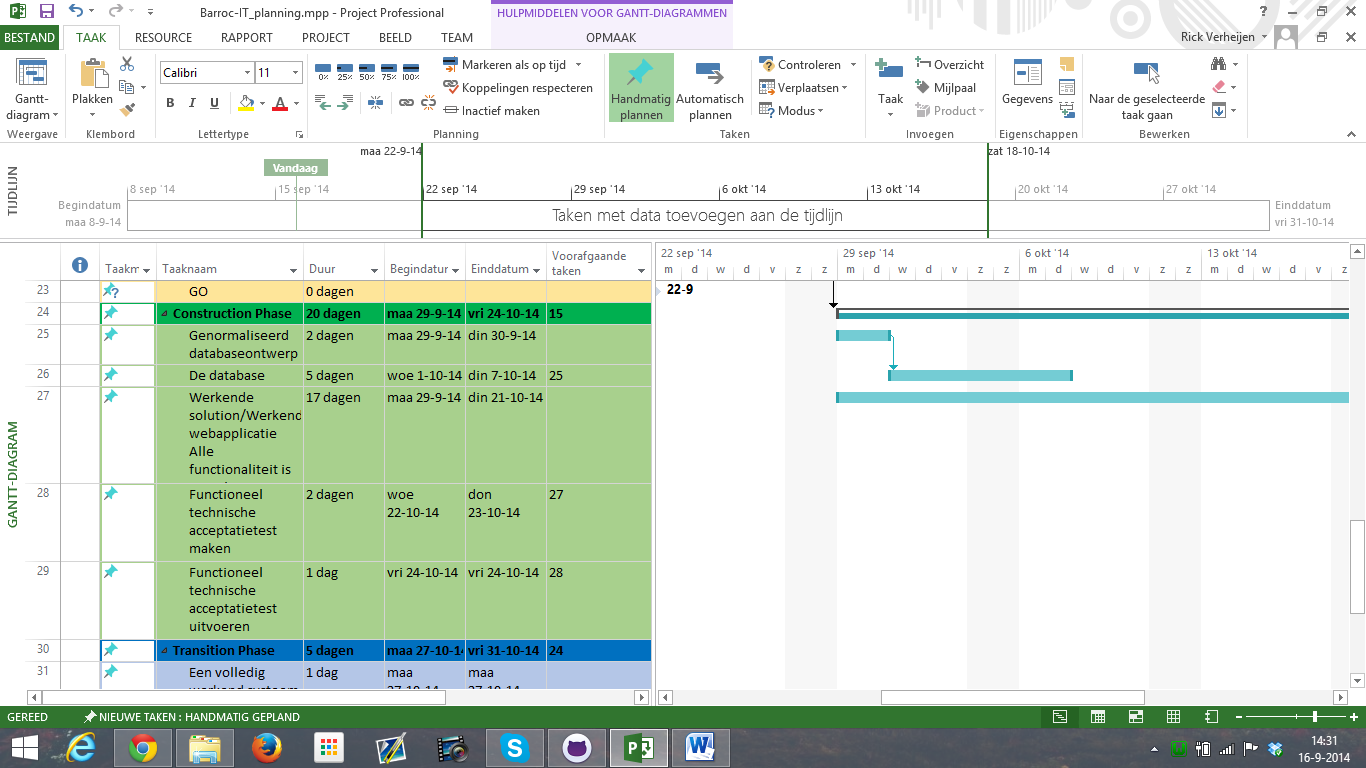 Barroc-IT_planning.mpp - Project Professional
HULPMIDDELEN VOOR GANTT-DIAGRAMMEN
BESTAND TAAK RESOURCE RAPPORT PROJECT BEELD TEAM OPMAAK
Rick Verheijen
Gantt-diagram
Weergave
Plakken
Klembord
Calibri 11
B I U A
Lettertype
0% 25% 50% 75% 100%
Markeren als op tijd
Koppelingen respecteren
Inactief maken
Planning
Handmatig plannen
Automatisch plannen
Controleren
Verplaatsen
Modus
Taken
Taak
Overzicht
Mijlpaal
Product
Invoegen
Gegevens
Eigenschappen
Naar de geselecteerde taak gaan
Bewerken
TIJDLIJN
maa 22-9-14
zat 18-10-14
Vandaag
8 sep '14 15 sep '14 22 sep '14 29 sep '14 6 okt '14 13 okt '14 20 okt '14 27 okt '14
Begindatum
maa 8-9-14
Taken met data toevoegen aan de tijdlijn
Einddatum
vri 31-10-14
GANTT-DIAGRAM
Taakm Taaknaam Duur Begindatur Einddatum Voorafgaande taken
22 sep '14 29 sep '14 6 okt '14 13 okt '14
m d w d v z z m d w d v z z m d w d v z z m d w d v z
23 GO 0 dagen
22-9
24 Construction Phase 20 dagen maa 29-9-14 vri 24-10-14 15
25 Genormaliseerd 2 dagen maa 29-9-14 din 30-9-14
databaseontwerp
26 De database 5 dagen woe 1-10-14 din 7-10-14 25
27 Werkende 17 dagen maa 29-9-14 din 21-10-14
solution/Werkend
webapplicatie
Alle
functionaliteit is
28 Functioneel 2 dagen woe don 27
technische 22-10-14 23-10-14
acceptatietest
maken
29 Functioneel 1 dag vri 24-10-14 vri 24-10-14 28
technische
acceptatietest
uitvoeren
30 Transition Phase 5 dagen maa 27-10-14 vri 31-10-14 24
31 Een volledig 1 dag maa maa
GEREED
NIEUWE TAKEN : HANDMATIG GEPLAND
14:31
16-9-2014